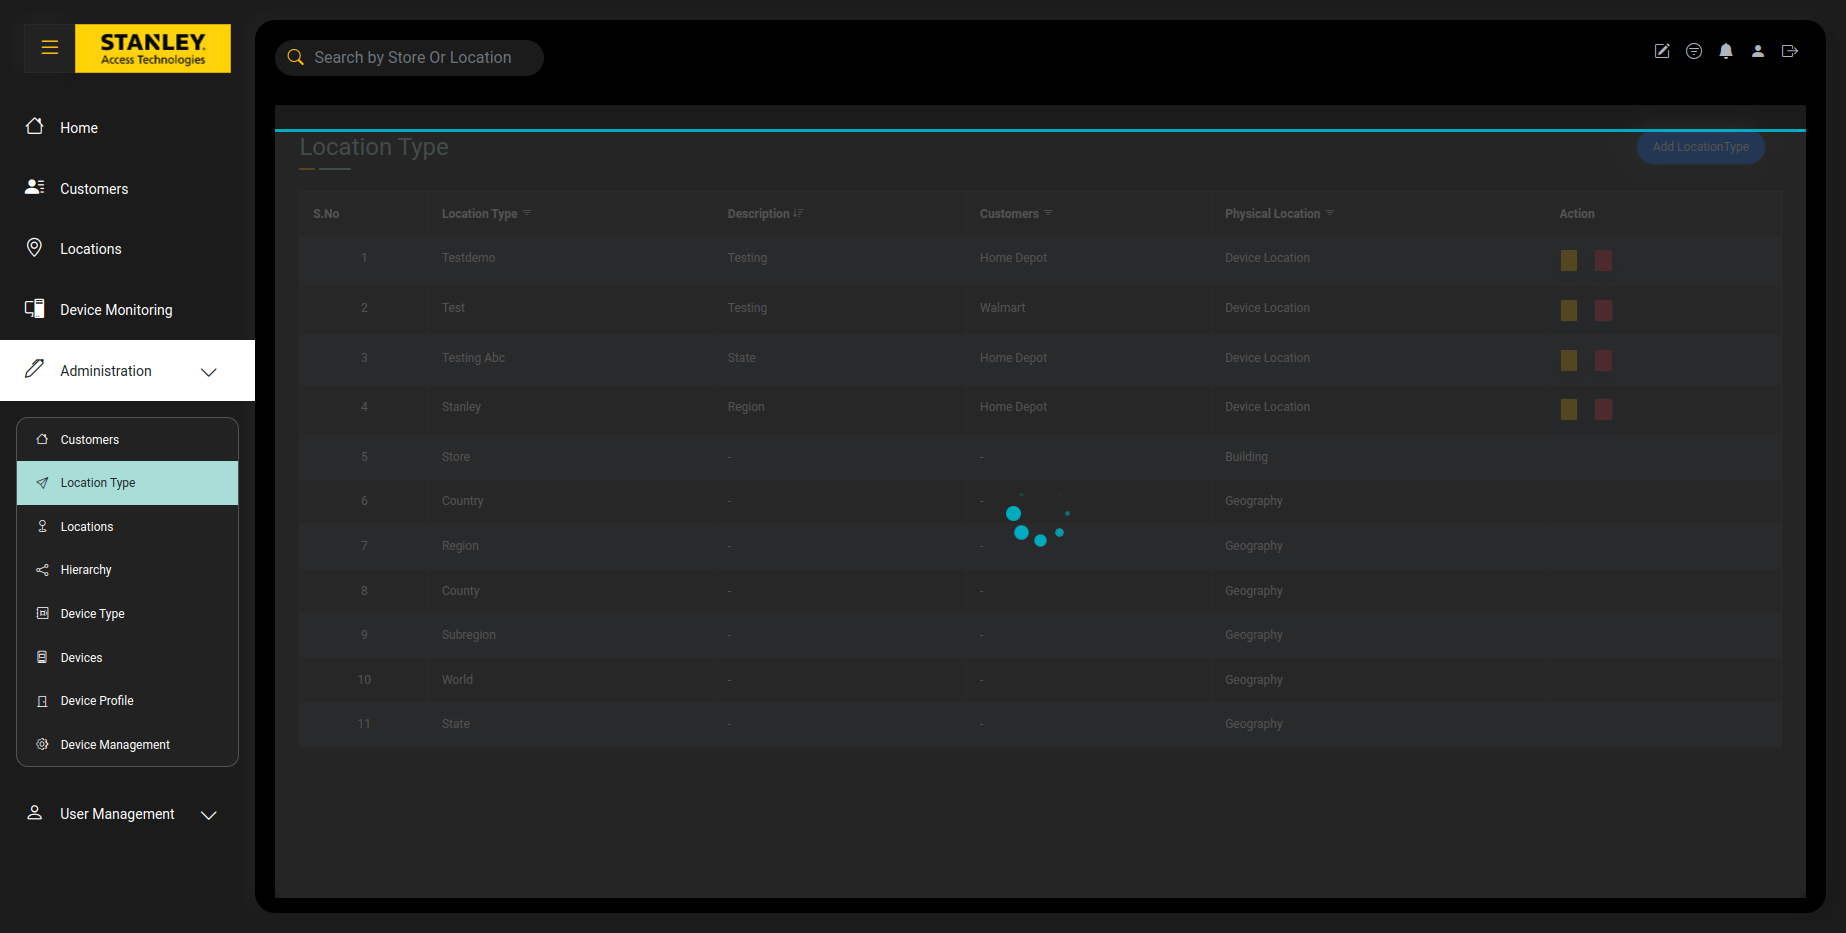 STANLEY.
Access Technologies
Search by Store Or Location
Home
Customers
Locations
Device Monitoring
Administration
Customers
Location Type
Locations
Hierarchy
Device Type
Devices
Device Profile
Device Management
User Management
Location Type
Add LocationType
S.No Location Type Description Customers Physical Location Action
1 Testdemo Testing Home Depot Device Location
2 Test Testing Walmart Device Location
3 Testing Abc State Home Depot Device Location
4 Stanley Region Home Depot Device Location
5 Store - - Building
6 Country - - Geography
7 Region - - Geography
8 County - - Geography
9 Subregion - - Geography
10 World - - Geography
11 State - - Geography